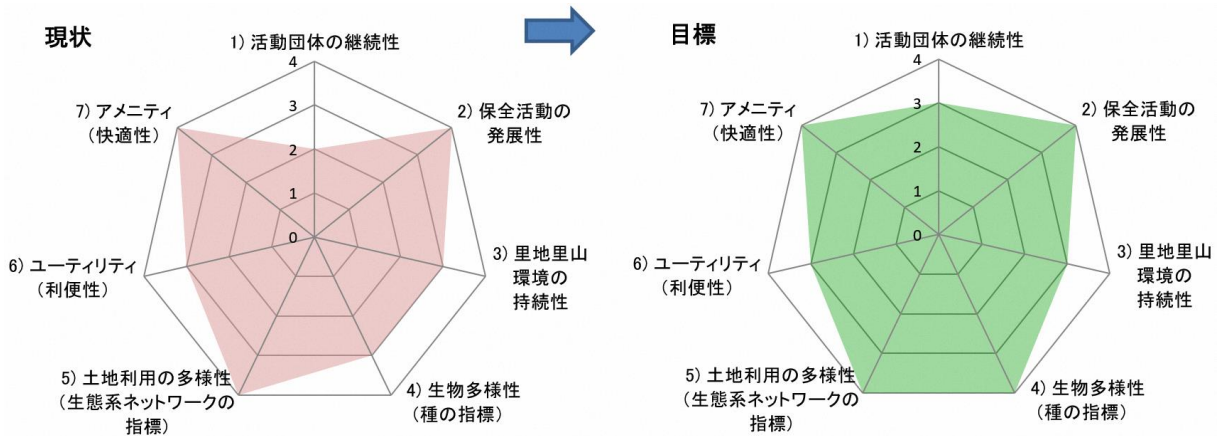 現状
1) 活動団体の継続性
2) 保全活動の
発展性
3) 里地里山
環境の
持続性
4) 生物多様性
(種の指標)
5) 土地利用の多様性
(生態系ネットワークの
指標)
6) ユーティリティ
(利便性)
7) アメニティ
(快適性)
4
3
2
1
0
目標
1) 活動団体の継続性
2) 保全活動の
発展性
3) 里地里山
環境の
持続性
4) 生物多様性
(種の指標)
5) 土地利用の多様性
(生態系ネットワークの
指標)
6) ユーティリティ
(利便性)
7) アメニティ
(快適性)
4
3
2
1
0